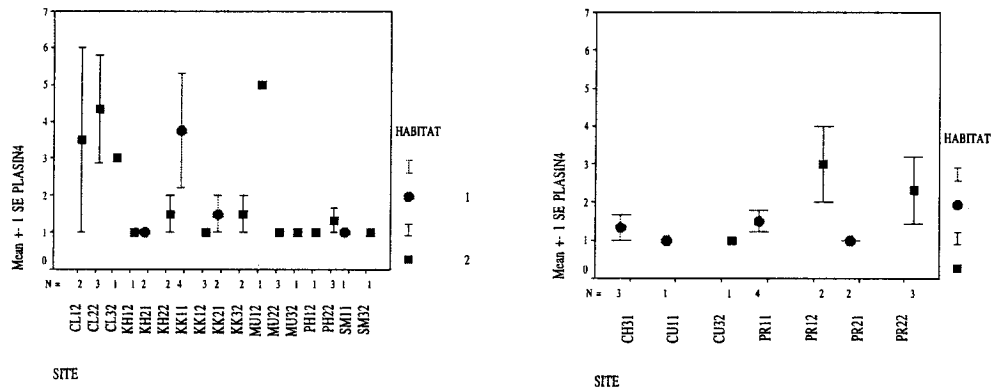 7
6
5
4
3
2
1
0
Mean +- 1 SE PLASIN4
N = 2 3 1 1 2 2 4 3 2 2 1 3 1 1 3 1 1
CL12 CL22 CL32 KH12 KH21 KH22 KK11 KK12 KK21 KK32 MU12 MU22 MU32 PH12 PH22 SM11 SM32
SITE
HABITAT
1
2
7
6
5
4
3
2
1
0
Mean +- 1 SE PLASIN4
N = 3 1 1 4 2 2 3
CH31 CU11 CU32 PR11 PR12 PR21 PR22
SITE
HABITAT
1
2